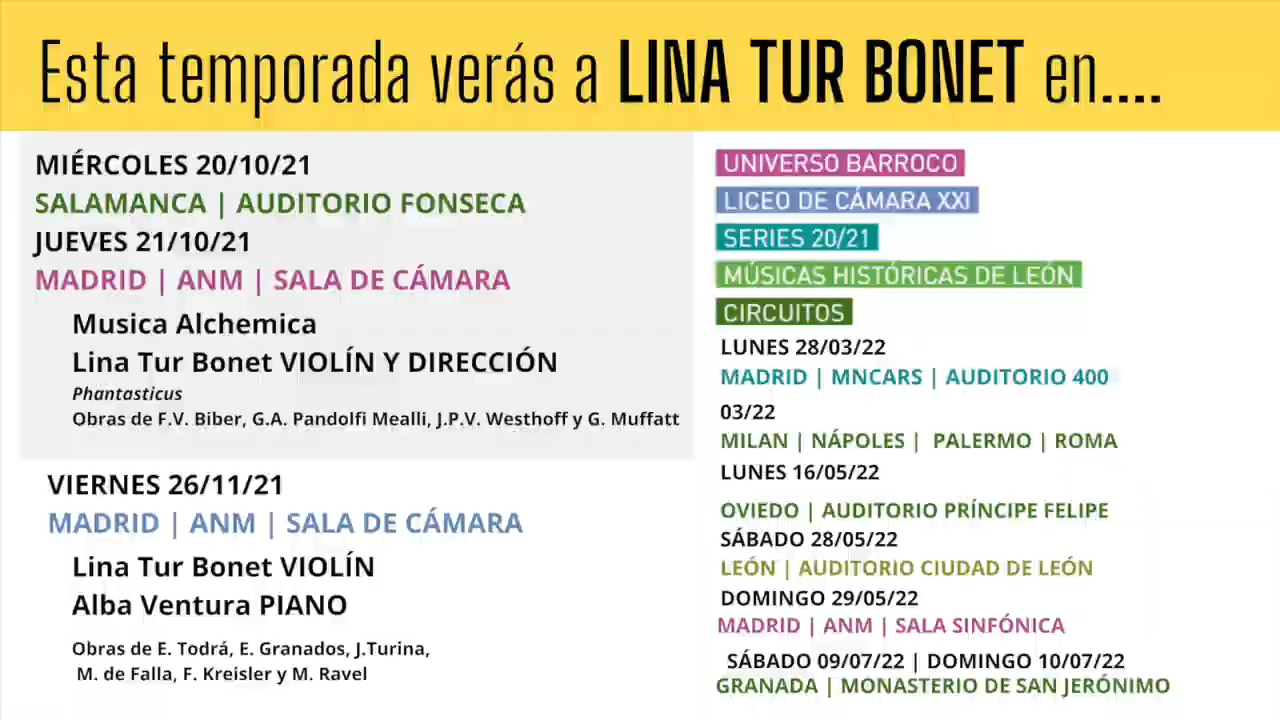 Esta temporada verás a LINA TUR BONET en....
MIÉRCOLES 20/10/21
SALAMANCA | AUDITORIO FONSECA
JUEVES 21/10/21
MADRID | ANM | SALA DE CÁMARA
Musica Alchemica
Lina Tur Bonet VIOLÍN Y DIRECCIÓN
Phantasticus
Obras de F.V. Biber, G.A. Pandolfi Mealli, J.P.V. Westhoff y G. Muffatt
VIERNES 26/11/21
MADRID | ANM | SALA DE CÁMARA
Lina Tur Bonet VIOLÍN
Alba Ventura PIANO
Obras de E. Todrá, E. Granados, J.Turina,
M. de Falla, F. Kreisler y M. Ravel
UNIVERSO BARROCO
LICEO DE CÁMARA XXI
SERIES 20/21
MÚSICAS HISTÓRICAS DE LEÓN
CIRCUITOS
LUNES 28/03/22
MADRID | MNCARS | AUDITORIO 400
03/22
MILAN | NÁPOLES | PALERMO | ROMA
LUNES 16/05/22
OVIEDO | AUDITORIO PRÍNCIPE FELIPE
SÁBADO 28/05/22
LEÓN | AUDITORIO CIUDAD DE LEÓN
DOMINGO 29/05/22
MADRID | ANM | SALA SINFÓNICA
SÁBADO 09/07/22 | DOMINGO 10/07/22
GRANADA | MONASTERIO DE SAN JERÓNIMO